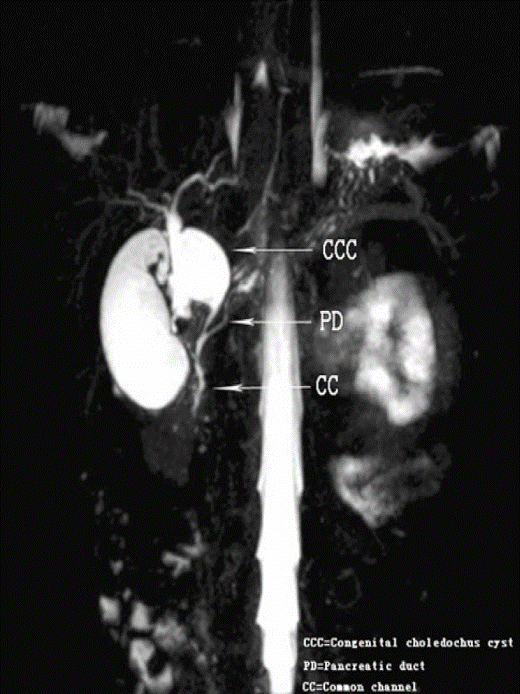 CCC
PD
CC
CCC=Congenital choledochus cyst
PD=Pancreatic duct
CC=Common channel